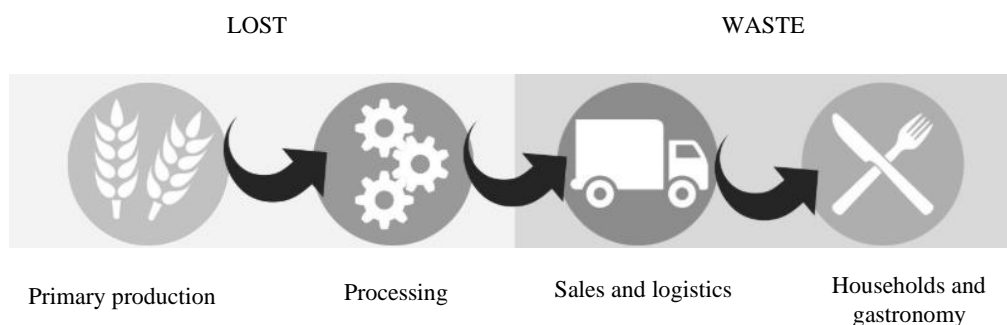 LOST
WASTE
Primary production
Processing
Sales and logistics
Households and
gastronomy